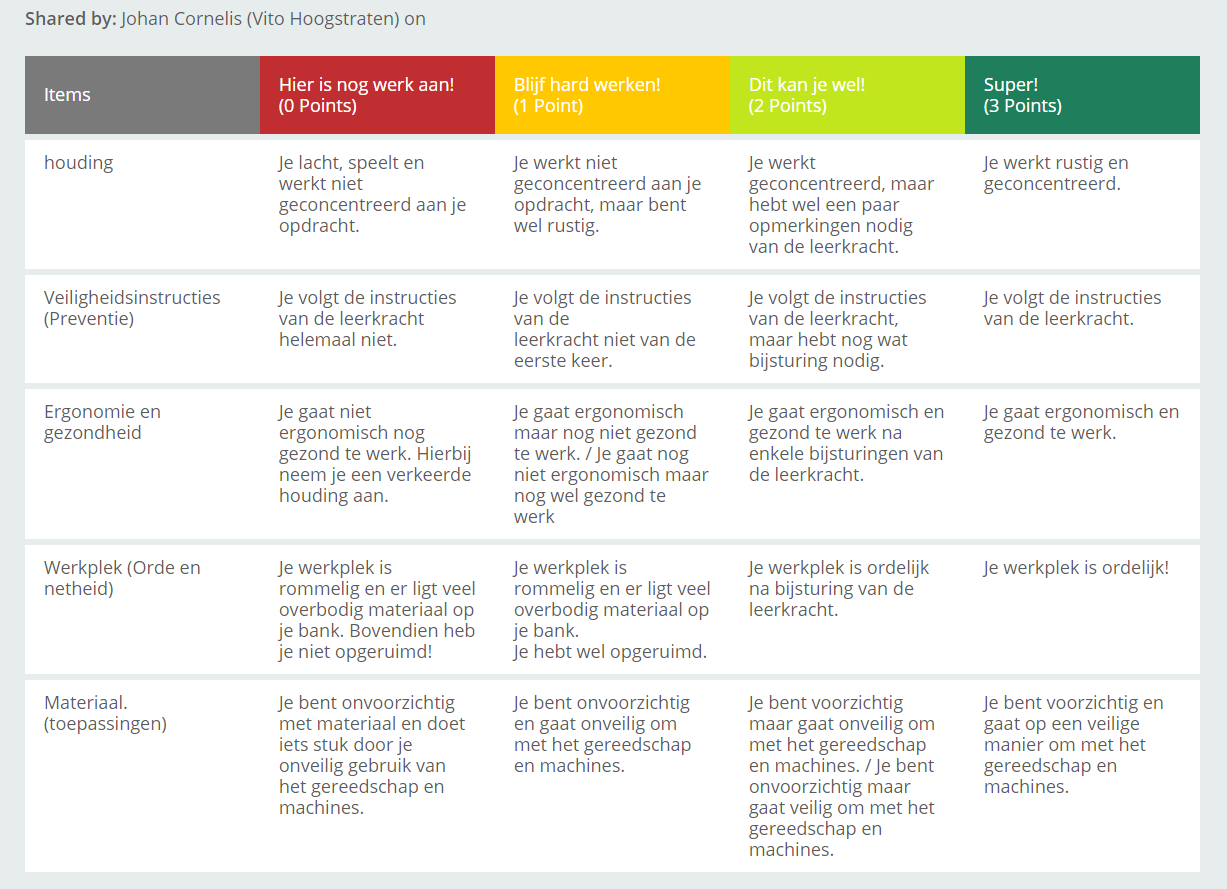 Shared by: Johan Cornelis (Vito Hoogstraten) on
Items
Hier is nog werk aan!
(0 Points)
Blijf hard werken!
(1 Point)
Dit kan je wel!
(2 Points)
Super!
(3 Points)
houding
Je lacht, speelt en
werkt niet
geconcentreerd aan je
opdracht.
Je werkt niet
geconcentreerd aan je
opdracht, maar bent
wel rustig.
Je werkt
geconcentreerd, maar
hebt wel een paar
opmerkingen nodig
van de leerkracht.
Je werkt rustig en
geconcentreerd.
Veiligheidsinstructies
(Preventie)
Je volgt de instructies
van de leerkracht
helemaal niet.
Je volgt de instructies
van de
leerkracht niet van de
eerste keer.
Je volgt de instructies
van de leerkracht,
maar hebt nog wat
bijsturing nodig.
Je volgt de instructies
van de leerkracht.
Ergonomie en
gezondheid
Je gaat niet
ergonomisch nog
gezond te werk. Hierbij
neem je een verkeerde
houding aan.
Je gaat ergonomisch
maar nog niet gezond
te werk. / Je gaat nog
niet ergonomisch maar
nog wel gezond te
werk
Je gaat ergonomisch en
gezond te werk na
enkele bijsturingen van
de leerkracht.
Je gaat ergonomisch en
gezond te werk.
Werkplek (Orde en
netheid)
Je werkplek is
rommelig en er ligt veel
overbodig materiaal op
je bank. Bovendien heb
je niet opgeruimd!
Je werkplek is
rommelig en er ligt veel
overbodig materiaal op
je bank.
Je hebt wel opgeruimd.
Je werkplek is ordelijk
na bijsturing van de
leerkracht.
Je werkplek is ordelijk!
Materiaal.
(toepassingen)
Je bent onvoorzichtig
met materiaal en doet
iets stuk door je
onveilig gebruik van
het gereedschap en
machines.
Je bent onvoorzichtig
en gaat onveilig om
met het gereedschap
en machines.
Je bent voorzichtig
maar gaat onveilig om
met het gereedschap
en machines. / Je bent
onvoorzichtig maar
gaat veilig om met het
gereedschap en
machines.
Je bent voorzichtig en
gaat op een veilige
manier om met het
gereedschap en
machines.